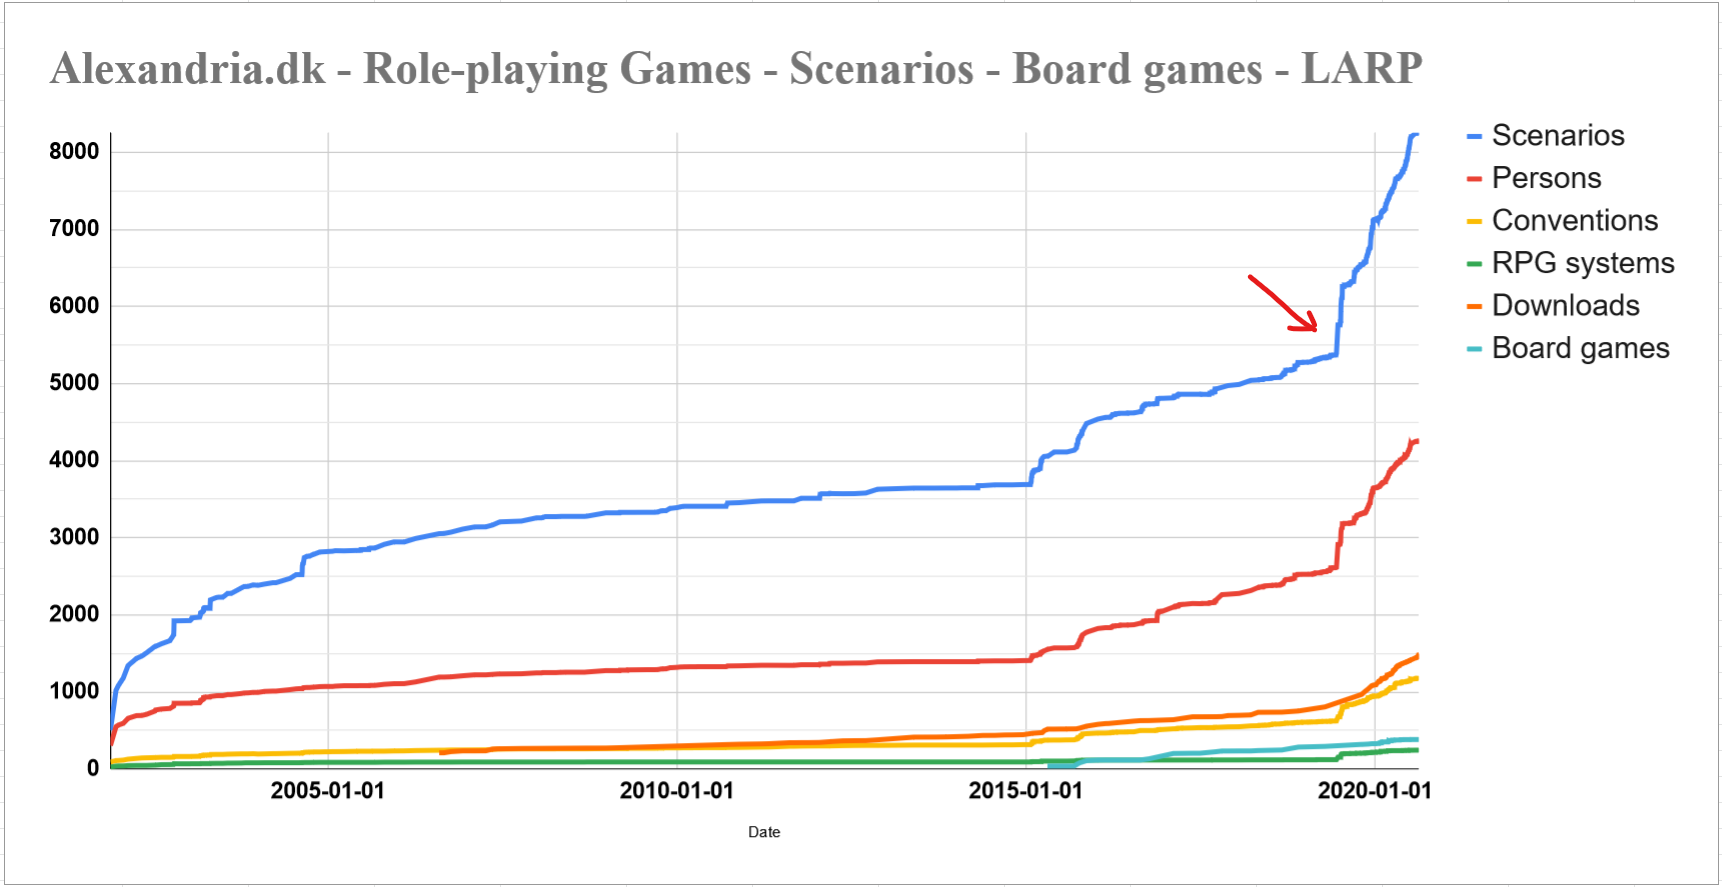 Alexandria.dk - Role-playing Games - Scenarios - Board games - LARP
Scenarios
Persons
Conventions
RPG systems
Downloads
Board games
8000
7000
6000
5000
4000
3000
2000
1000
0
2005-01-01 2010-01-01 2015-01-01 2020-01-01
Date